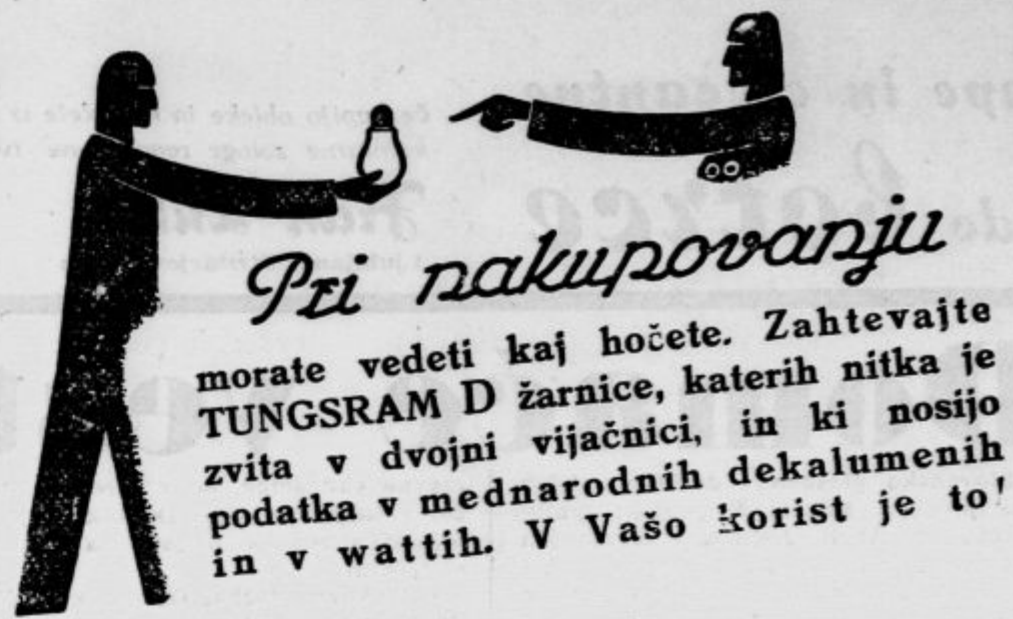 Pri nakupovanju
morate vedeti kaj hočete. Zahtevajte
TUNGSRAM D žarnice, katerih nitka je
zvita v dvojni vijačnici, in ki nosijo
podatka v mednarodnih dekalumenih
in v wattih. V Vašo korist je to!